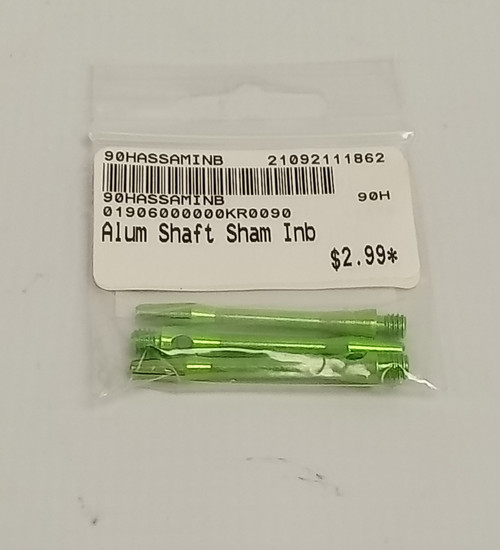 90HASSAMINB 21092111862
90HASSAMINB 90H
01906000000KR0090
Alum Shaft Sham Inb
$2.99*